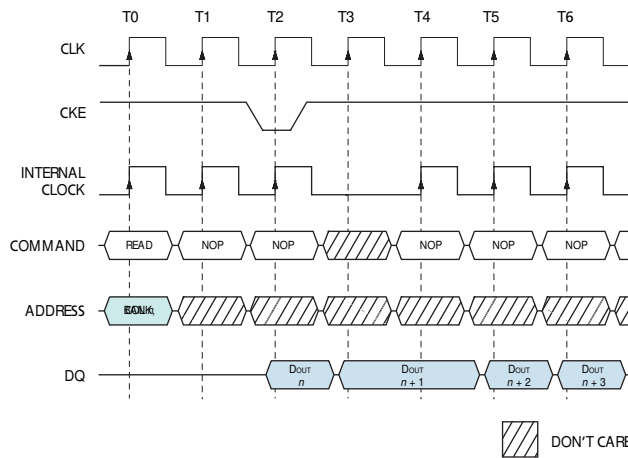 T0 T1 T2 T3 T4 T5 T6
CLK
CKE
INTERNAL
CLOCK
COMMAND READ NOP NOP NOP NOP NOP
ADDRESS
DQ
DOUT DOUT DOUT DOUT
n n + 1 n + 2 n + 3
DON'T CARE